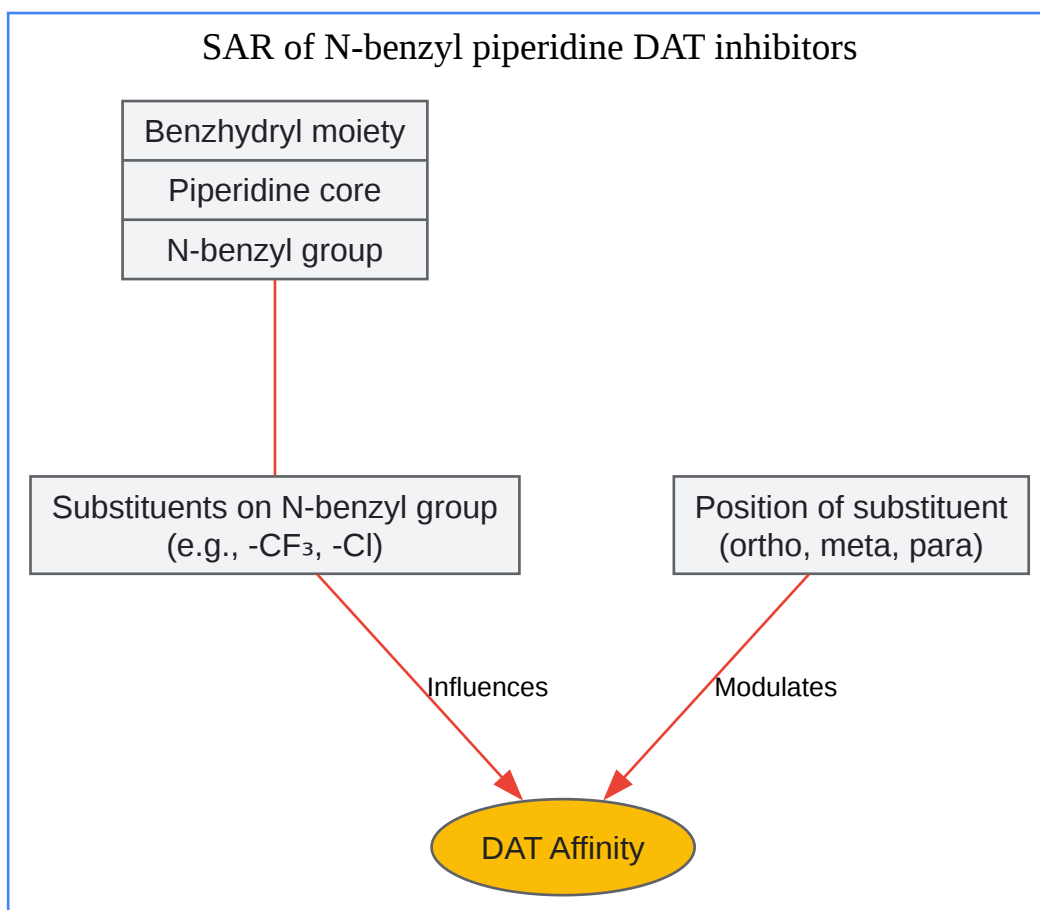 SAR of N-benzyl piperidine DAT inhibitors
Benzhydryl moiety
Piperidine core
N-benzyl group
Substituents on N-benzyl group
(e.g., -CF₃, -Cl)
Position of substituent
(ortho, meta, para)
Influences
Modulates
DAT Affinity